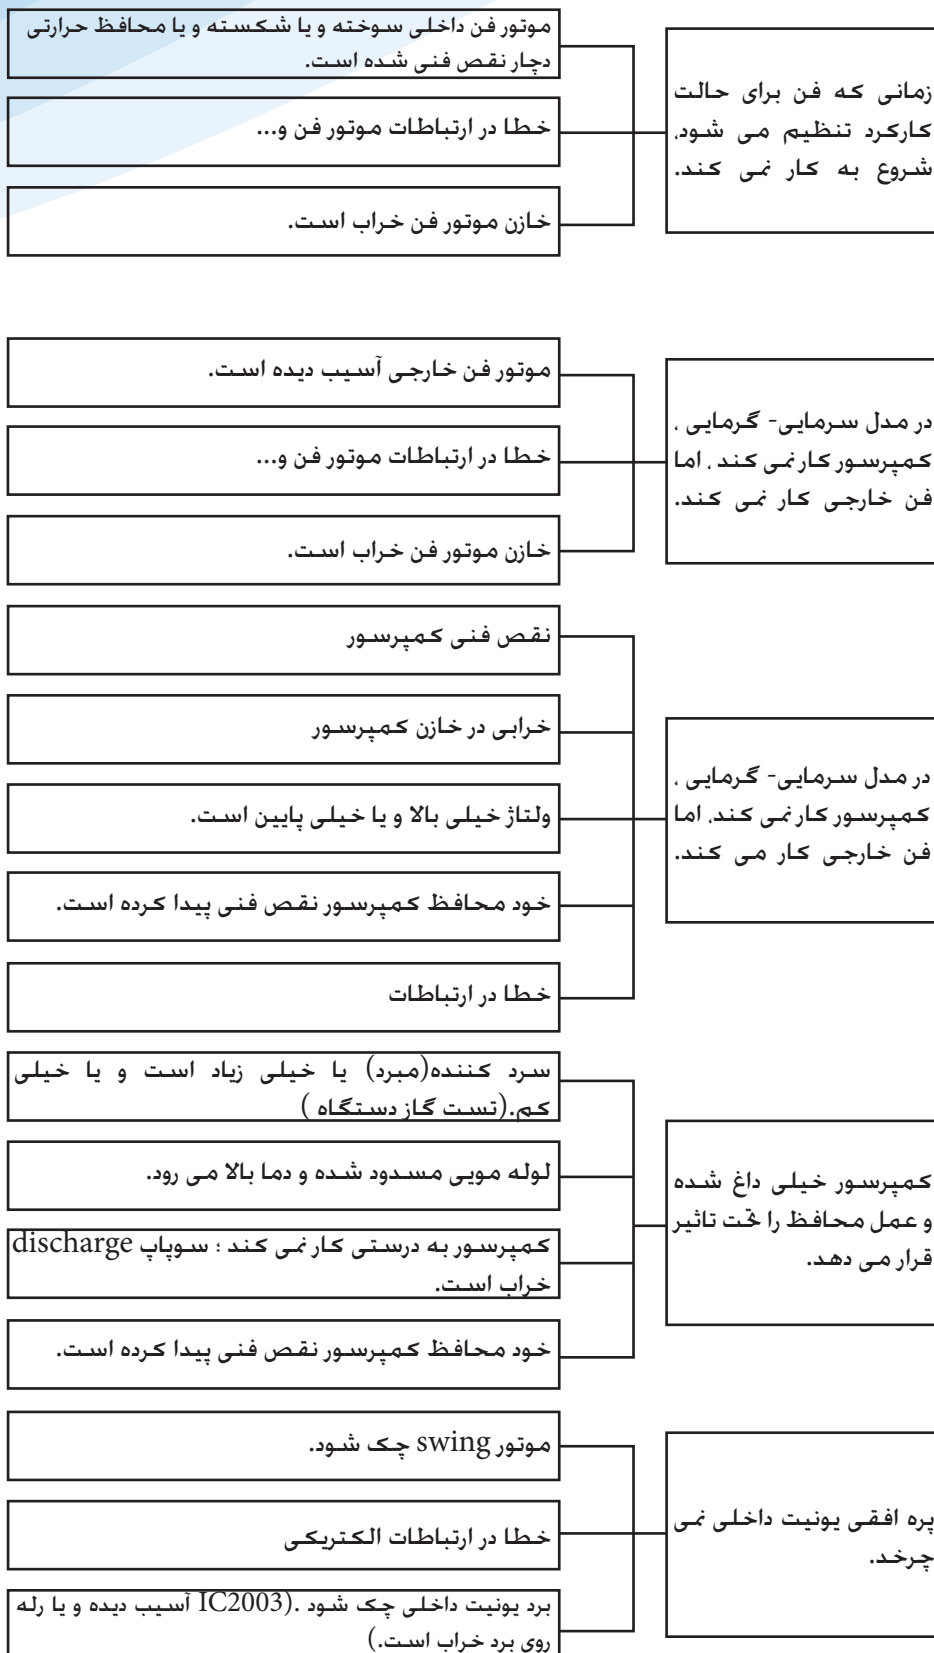 زمانی که فن برای حالت
کارکرد تنظیم می شود،
شروع به کار نمی کند.
موتور فن داخلی سوخته و یا شکسته و یا محافظ حرارتی
دچار نقص فنی شده است.
خطا در ارتباطات موتور فن و...
خازن موتور فن خراب است.
در مدل سرمایی- گرمایی ،
کمپرسور کار نمی کند ، اما
فن خارجی کار نمی کند.
موتور فن خارجی آسیب دیده است.
خطا در ارتباطات موتور فن و...
خازن موتور فن خراب است.
در مدل سرمایی- گرمایی ،
کمپرسور کار نمی کند، اما
فن خارجی کار می کند.
نقص فنی کمپرسور
خرابی در خازن کمپرسور
ولتاژ خیلی بالا و یا خیلی پایین است.
خود محافظ کمپرسور نقص فنی پیدا کرده است.
خطا در ارتباطات
کمپرسور خیلی داغ شده
و عمل محافظ را تحت تاثیر
قرار می دهد.
سرد کننده(مبرد) یا خیلی زیاد است و یا خیلی
کم.(تست گاز دستگاه )
لوله مویی مسدود شده و دما بالا می رود.
کمپرسور به درستی کار نمی کند ؛ سوپاپ discharge
خراب است.
خود محافظ کمپرسور نقص فنی پیدا کرده است.
پره افقی یونیت داخلی نمی
چرخد.
موتور swing چک شود.
خطا در ارتباطات الکتریکی
برد یونیت داخلی چک شود .(IC2003 آسیب دیده و یا رله
روی برد خراب است.)